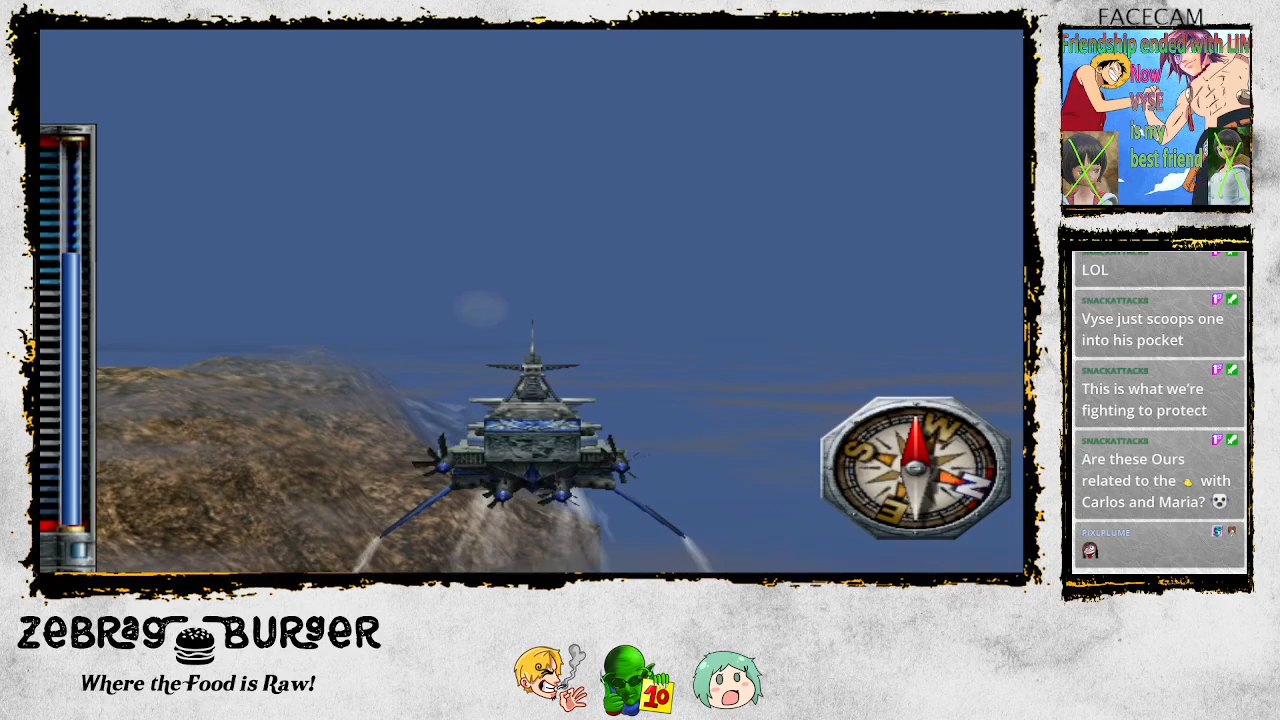 FACECAM
Friendship ended with LIN
Now
VYSE
is my
best friend
LOL
SNACKATTACK8
Vyse just scoops one
into his pocket
SNACKATTACK8
This is what we're
fighting to protect
SNACKATTACK8
Are these Ours
related to the with
Carlos and Maria?
PIXLPLUME
S
W
N
E
ZEBRAG BURGER
Where the Food is Raw!
10